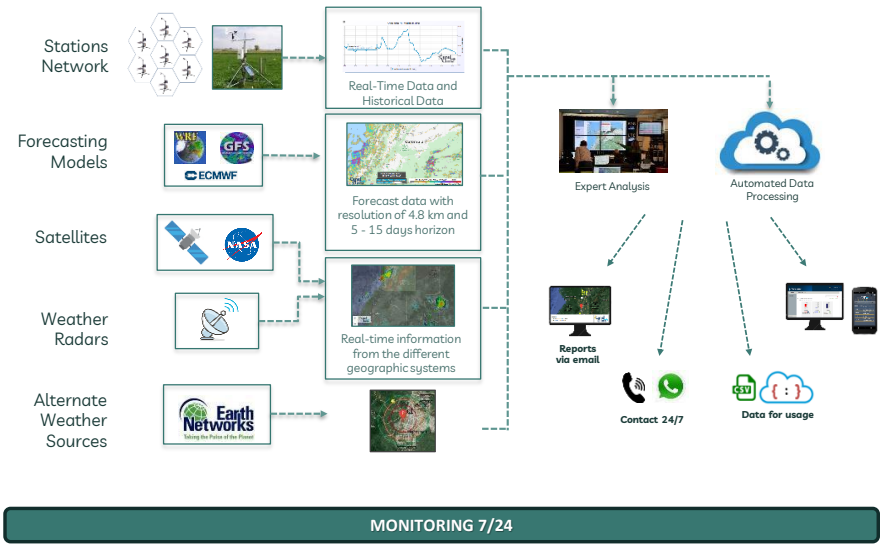 Stations
Network
Real-Time Data and
Historical Data
Forecasting
Models
WRF
GFS
ECMWF
Forecast data with
resolution of 4.8 km and
5 - 15 days horizon
Satellites
NASA
Weather
Radars
Real-time information
from the different
geographic systems
Alternate
Weather
Sources
Earth
Networks
Taking the Pulse of the Planet
Expert Analysis
Automated Data
Processing
Reports
via email
Contact 24/7
CSV
{ : }
Data for usage
MONITORING 7/24